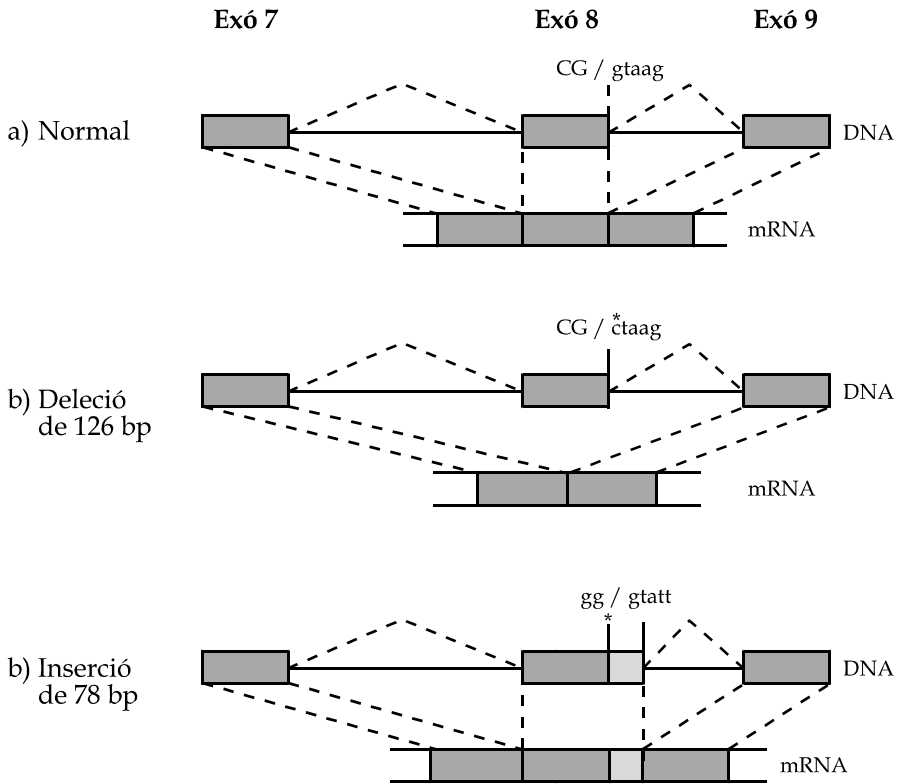 Exó 7 Exó 8 Exó 9
CG / gtaag
a) Normal
DNA
mRNA
*
CG / ctaag
b) Deleció
de 126 bp
DNA
mRNA
gg / gtatt
*
b) Inserció
de 78 bp
DNA
mRNA